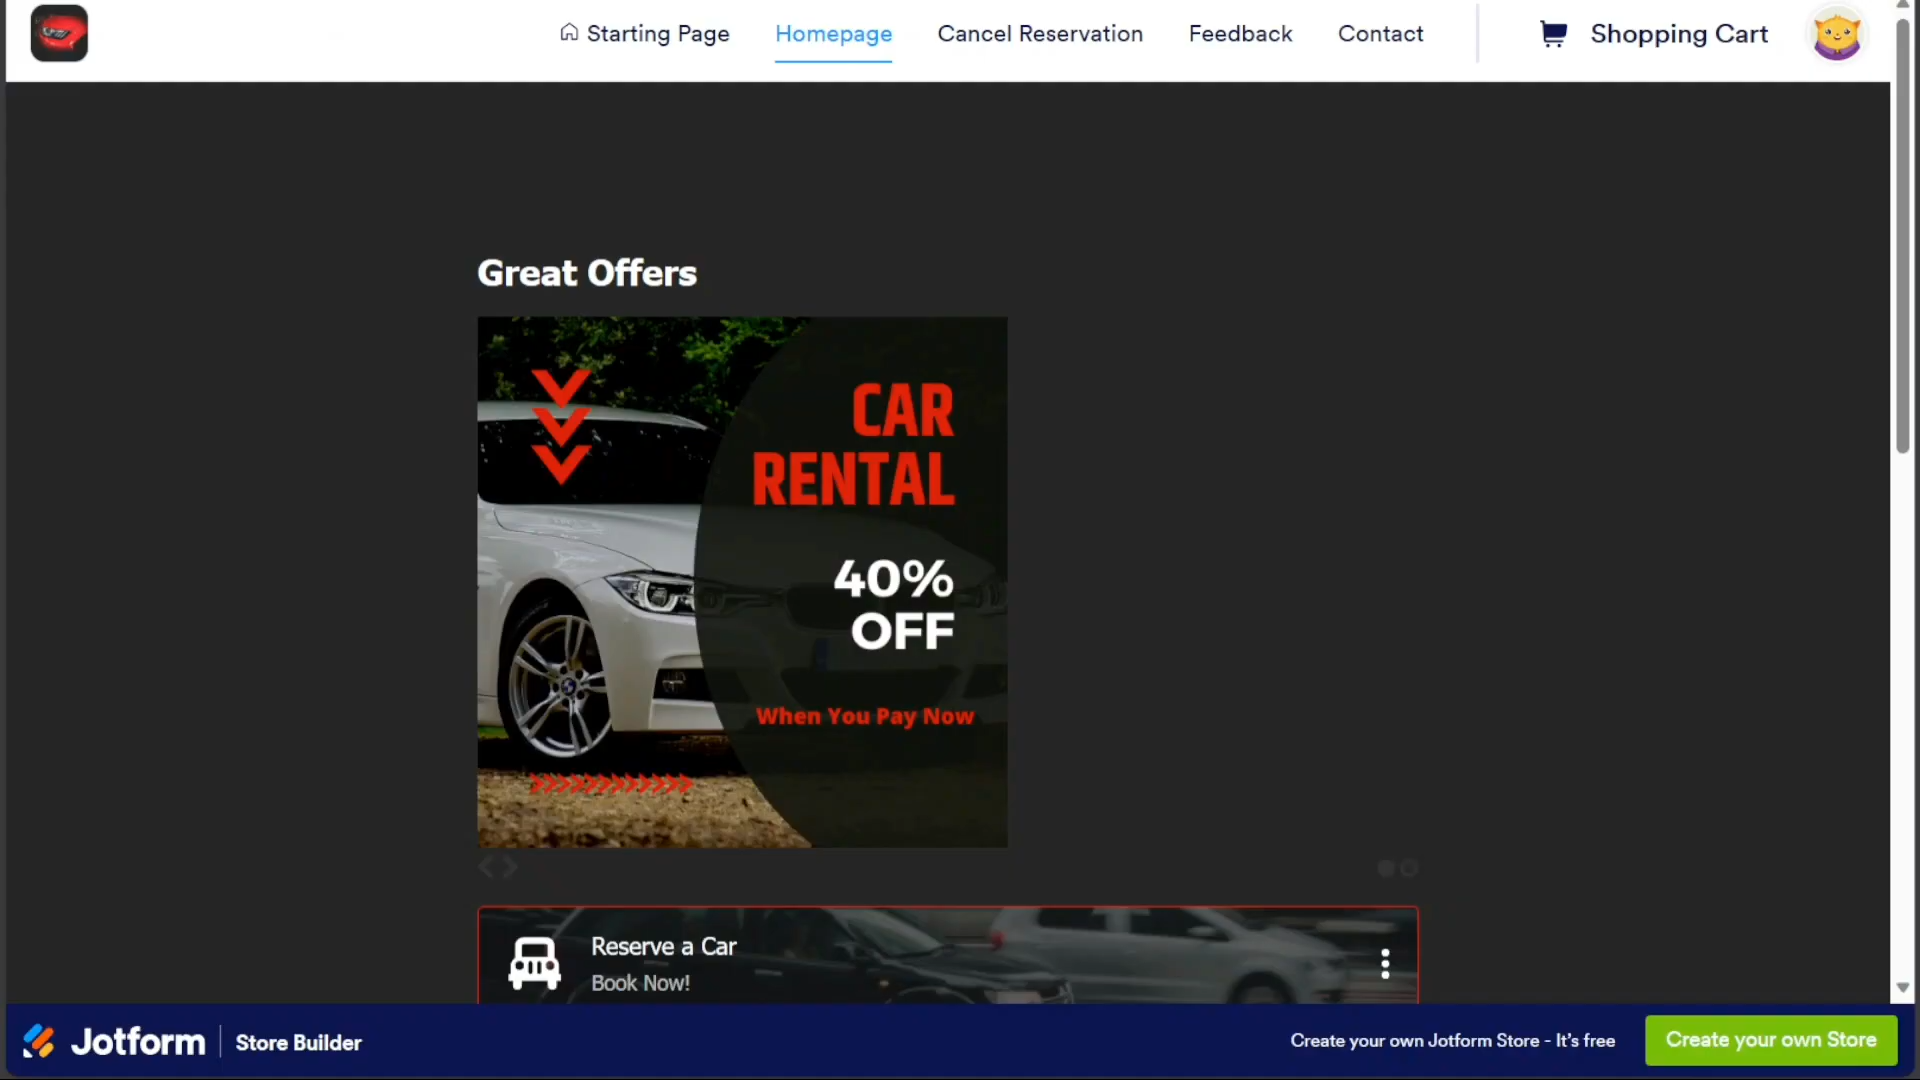 Starting Page
Homepage
Cancel Reservation
Feedback
Contact
Shopping Cart
Great Offers
CAR
RENTAL
40%
OFF
When You Pay Now
Reserve a Car
Book Now!
Jotform
Store Builder
Create your own Jotform Store - It's free
Create your own Store